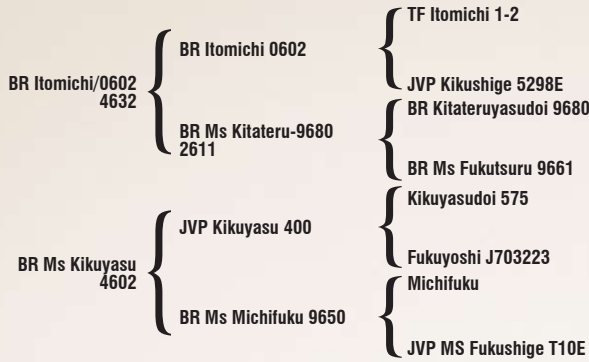 TF Itomichi 1-2
BR Itomichi 0602
BR Itomichi/0602
4632
JVP Kikushige 5298E
BR Kitateruyasudoi 9680
BR Ms Kitateru-9680
2611
BR Ms Fukutsuru 9661
Kikuyasudoi 575
JVP Kikuyasu 400
BR Ms Kikuyasu
4602
Fukuyoshi J703223
Michifuku
BR Ms Michifuku 9650
JVP MS Fukushige T10E